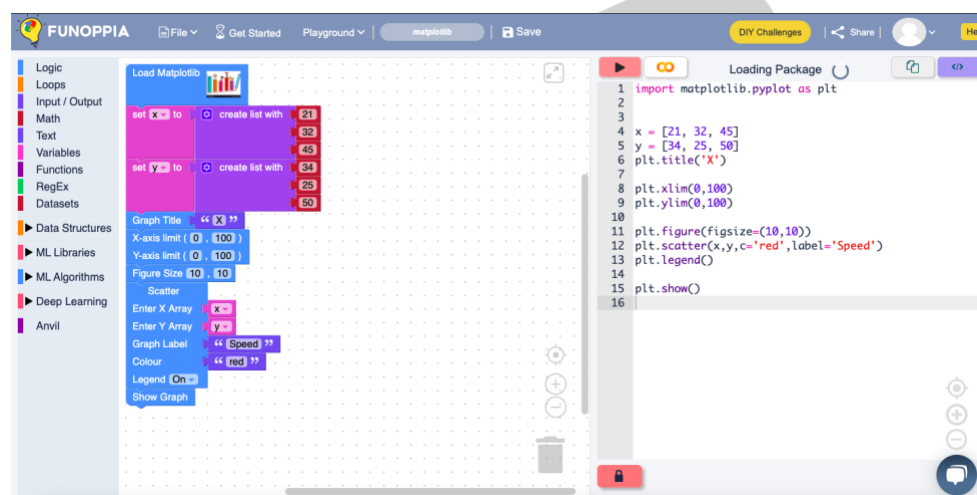 FUNOPPIA File Get Started Playground matplotlib Save DIY Challenges Share He
Logic
Loops
Input / Output
Math
Text
Variables
Functions
RegEx
Datasets
Data Structures
ML Libraries
ML Algorithms
Deep Learning
Anvil
Load Matplotlib
set x to create list with 21
32
45
set y to create list with 34
25
50
Graph Title “ X ”
X-axis limit ( 0 , 100 )
Y-axis limit ( 0 , 100 )
Figure Size 10 , 10
Scatter
Enter X Array x
Enter Y Array y
Graph Label “ Speed ”
Colour “ red ”
Legend On
Show Graph
CO Loading Package </>
1 import matplotlib.pyplot as plt
2
3
4 x = [21, 32, 45]
5 y = [34, 25, 50]
6 plt.title('X')
7
8 plt.xlim(0,100)
9 plt.ylim(0,100)
10
11 plt.figure(figsize=(10,10))
12 plt.scatter(x,y,c='red',label='Speed')
13 plt.legend()
14
15 plt.show()
16